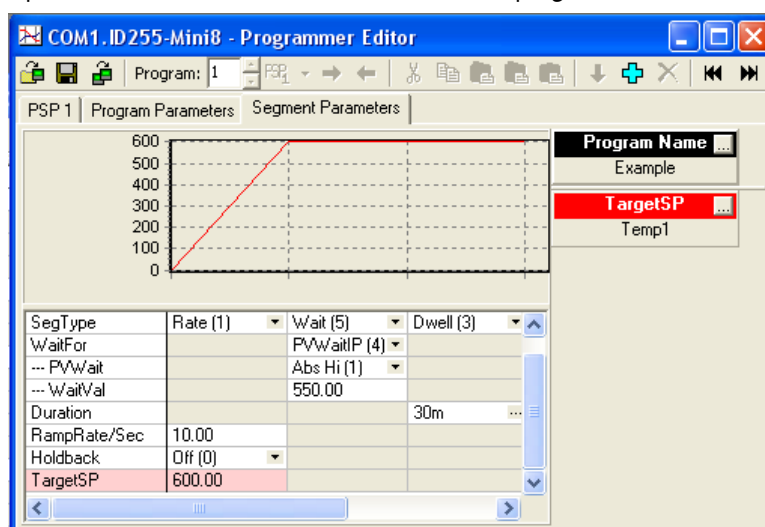 COM1.ID255-Mini8 - Programmer Editor
Program: 1
PSP 1 Program Parameters Segment Parameters
600
500
400
300
200
100
0
Program Name ...
Example
TargetSP ...
Temp1
SegType Rate (1) Wait (5) Dwell (3)
WaitFor PVWaitIP (4)
--- PVWait Abs Hi (1)
--- WaitVal 550.00
Duration 30m ...
RampRate/Sec 10.00
Holdback Off (0)
TargetSP 600.00